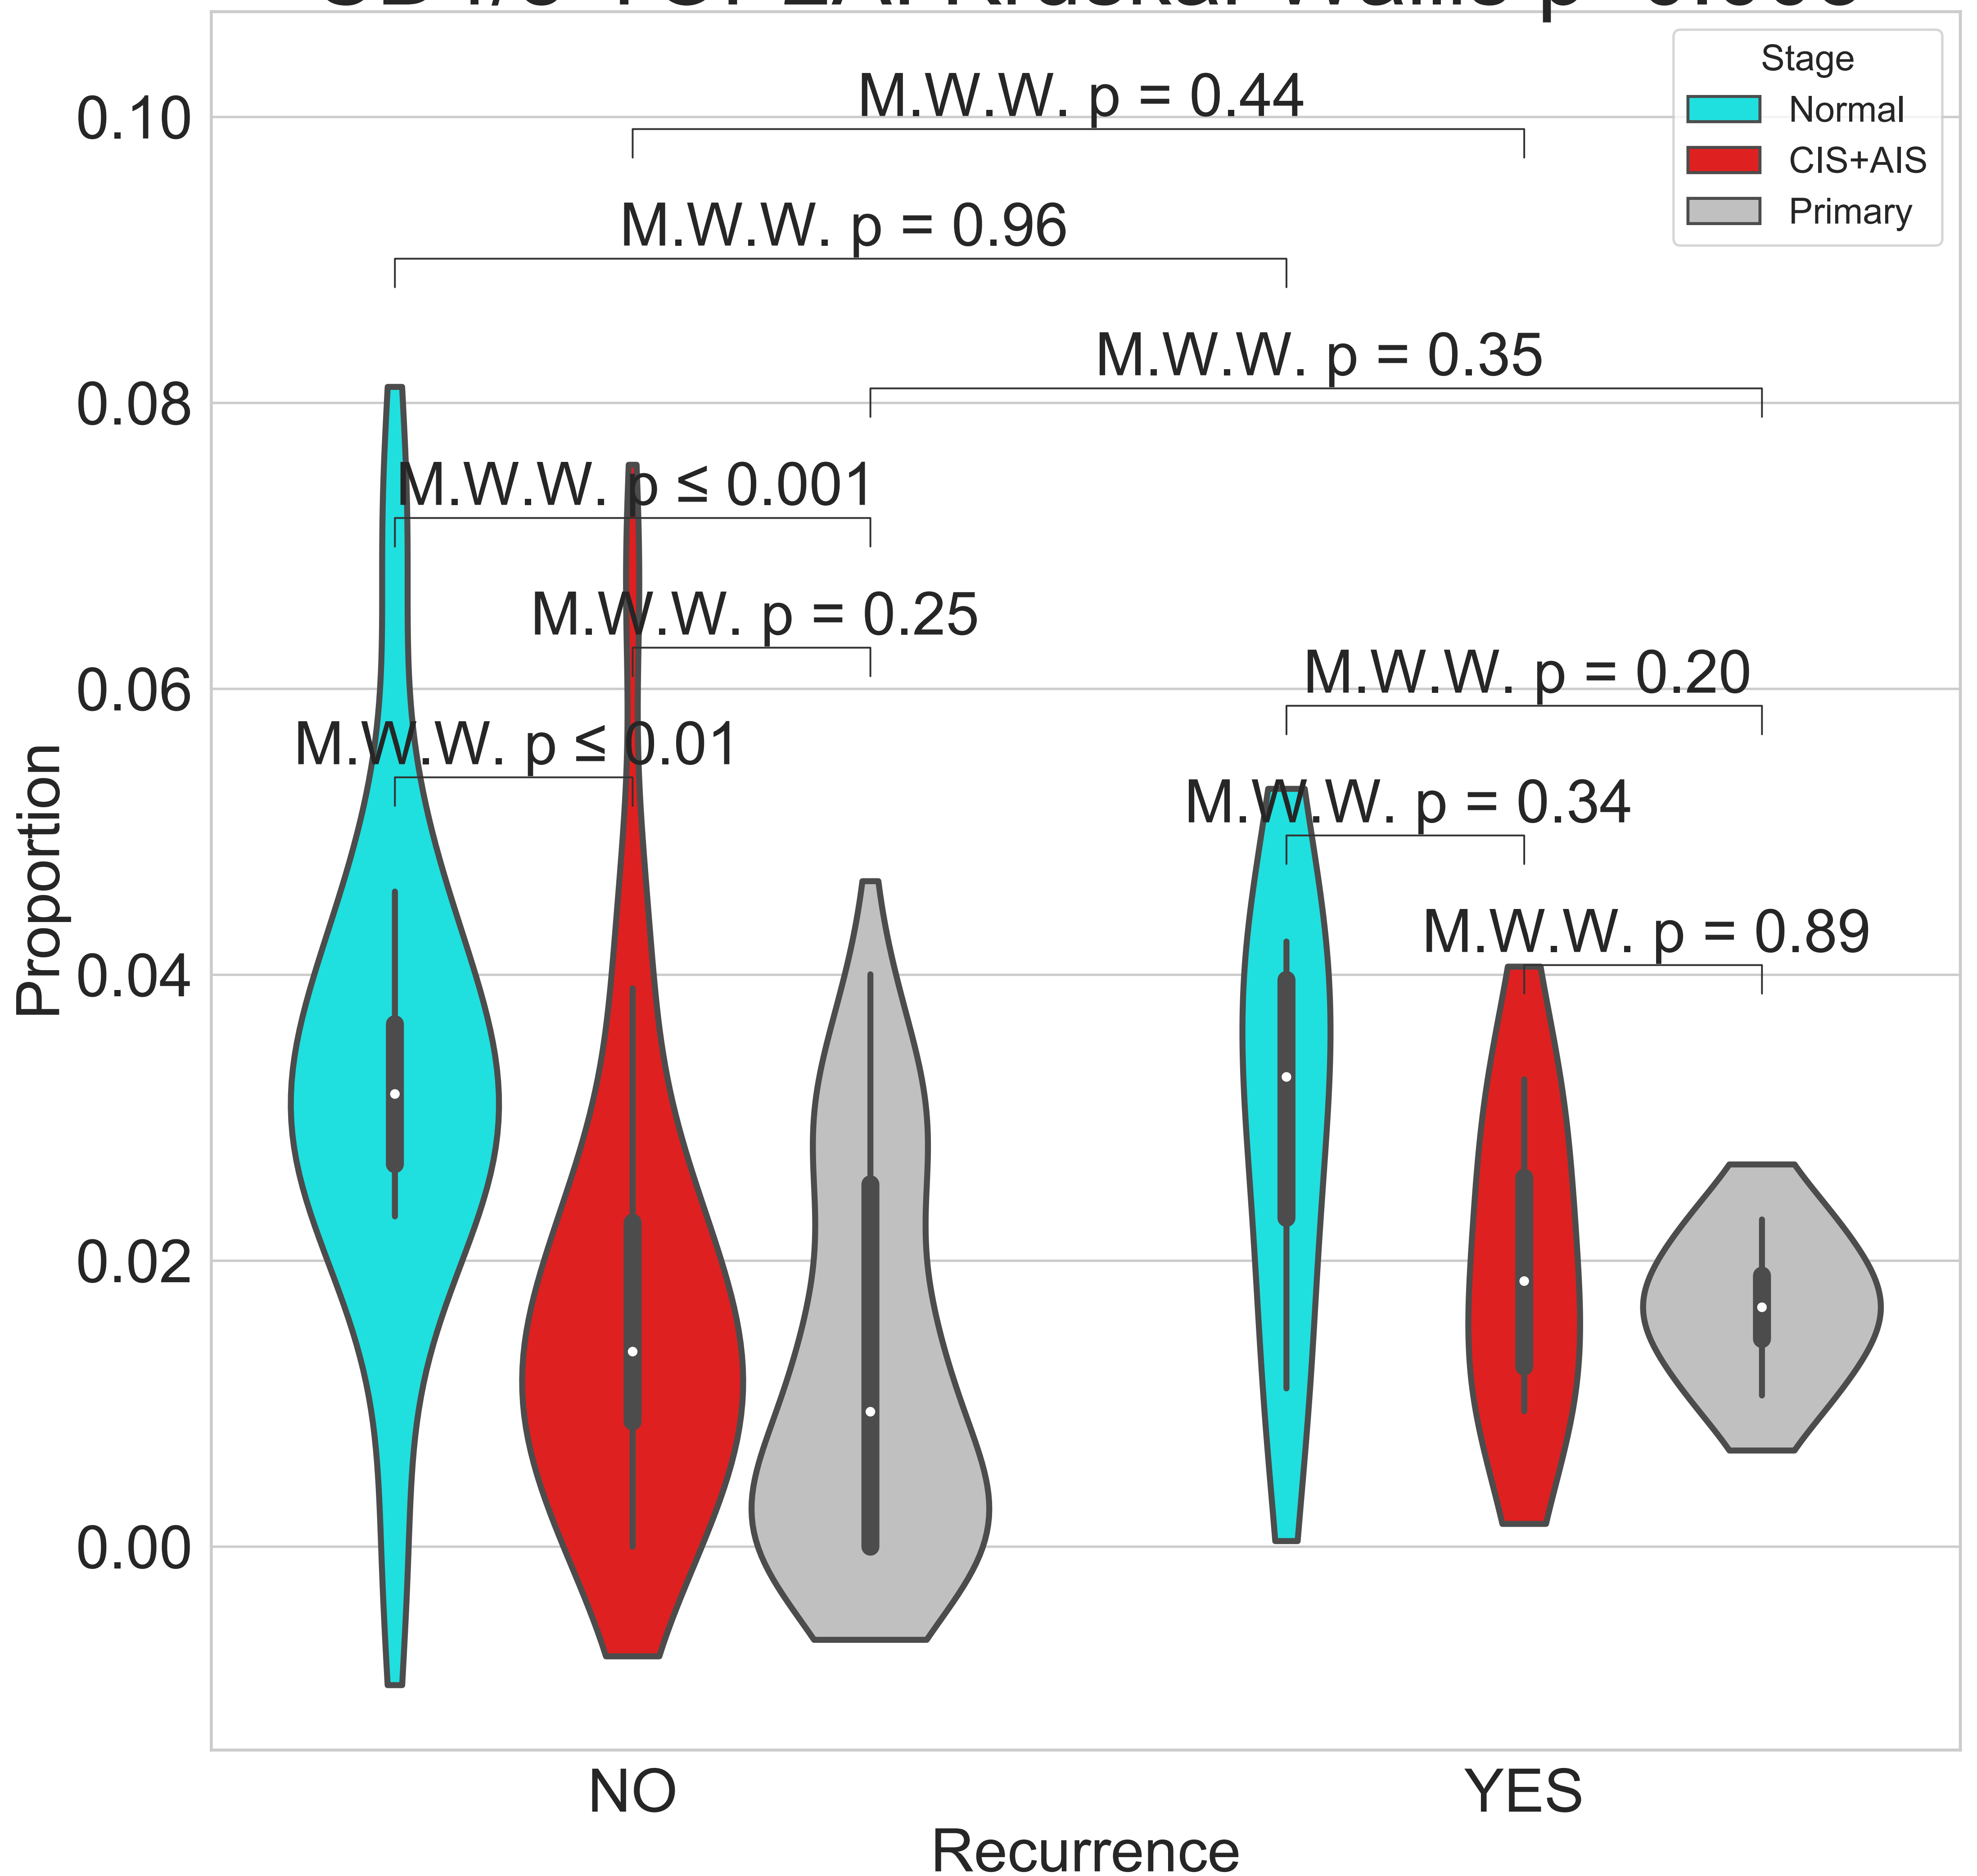 Stage
Normal
CIS+AIS
Primary
M.W.W. p = 0.44
M.W.W. p = 0.96
M.W.W. p = 0.35
M.W.W. p ≤ 0.001
M.W.W. p = 0.25
M.W.W. p = 0.20
M.W.W. p ≤ 0.01
M.W.W. p = 0.34
M.W.W. p = 0.89
0.10
0.08
0.06
0.04
0.02
0.00
Proportion
NO
YES
Recurrence